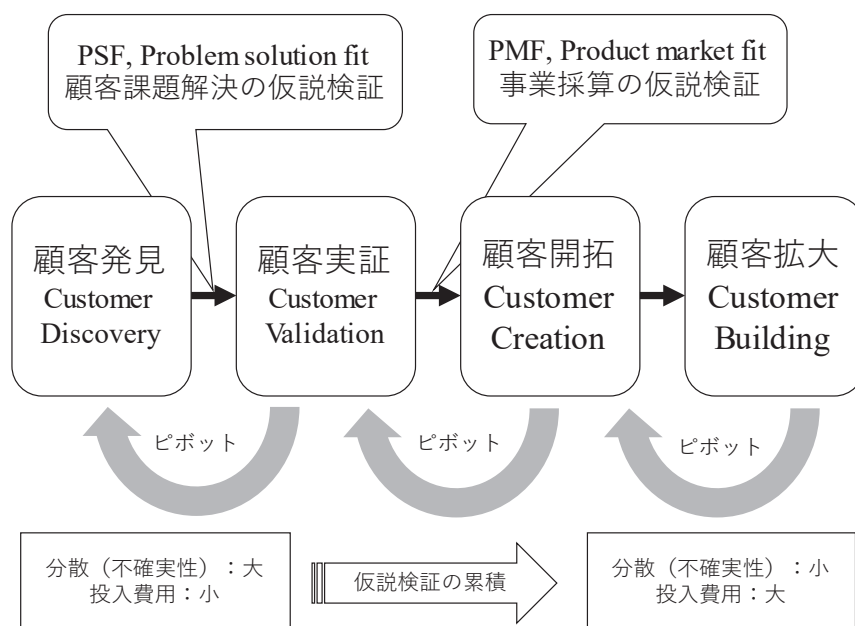 PSF, Problem solution fit
顧客課題解決の仮説検証
PMF, Product market fit
事業採算の仮説検証
顧客発見
Customer
Discovery
顧客実証
Customer
Validation
顧客開拓
Customer
Creation
顧客拡大
Customer
Building
ピボット
ピボット
ピボット
分散（不確実性）：大
投入費用：小
仮説検証の累積
分散（不確実性）：小
投入費用：大